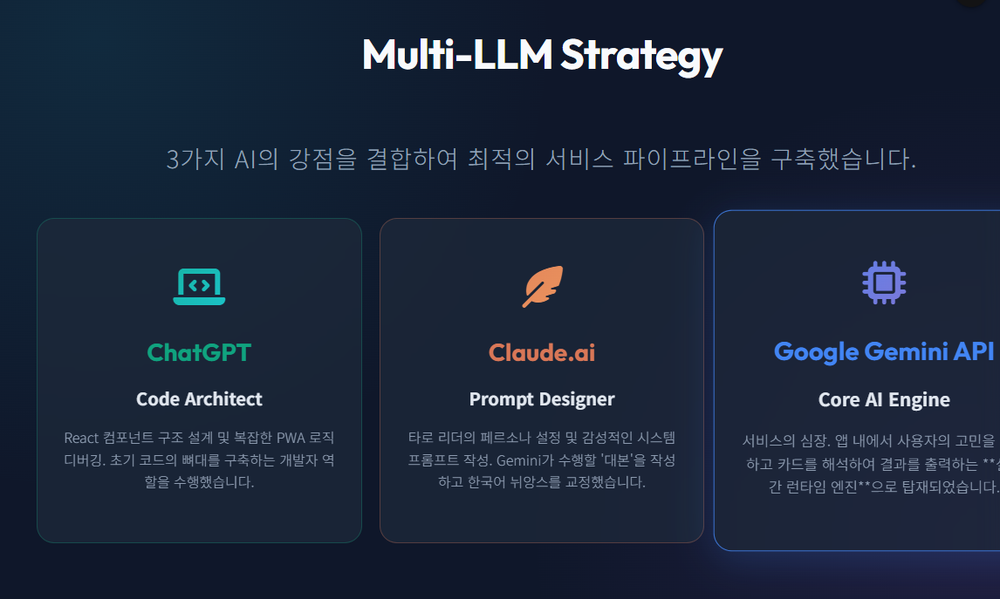 Multi-LLM Strategy
3가지 AI의 강점을 결합하여 최적의 서비스 파이프라인을 구축했습니다.
ChatGPT
Code Architect
React 컴포넌트 구조 설계 및 복잡한 PWA 로직
디버깅. 초기 코드의 뼈대를 구축하는 개발자 역
할을 수행했습니다.
Claude.ai
Prompt Designer
타로 리더의 페르소나 설정 및 감성적인 시스템
프롬프트 작성. Gemini가 수행할 '대본'을 작성
하고 한국어 뉘앙스를 교정했습니다.
Google Gemini API
Core AI Engine
서비스의 심장. 앱 내에서 사용자의 고민을
하고 카드를 해석하여 결과를 출력하는 **
간 런타임 엔진**으로 탑재되었습니다.